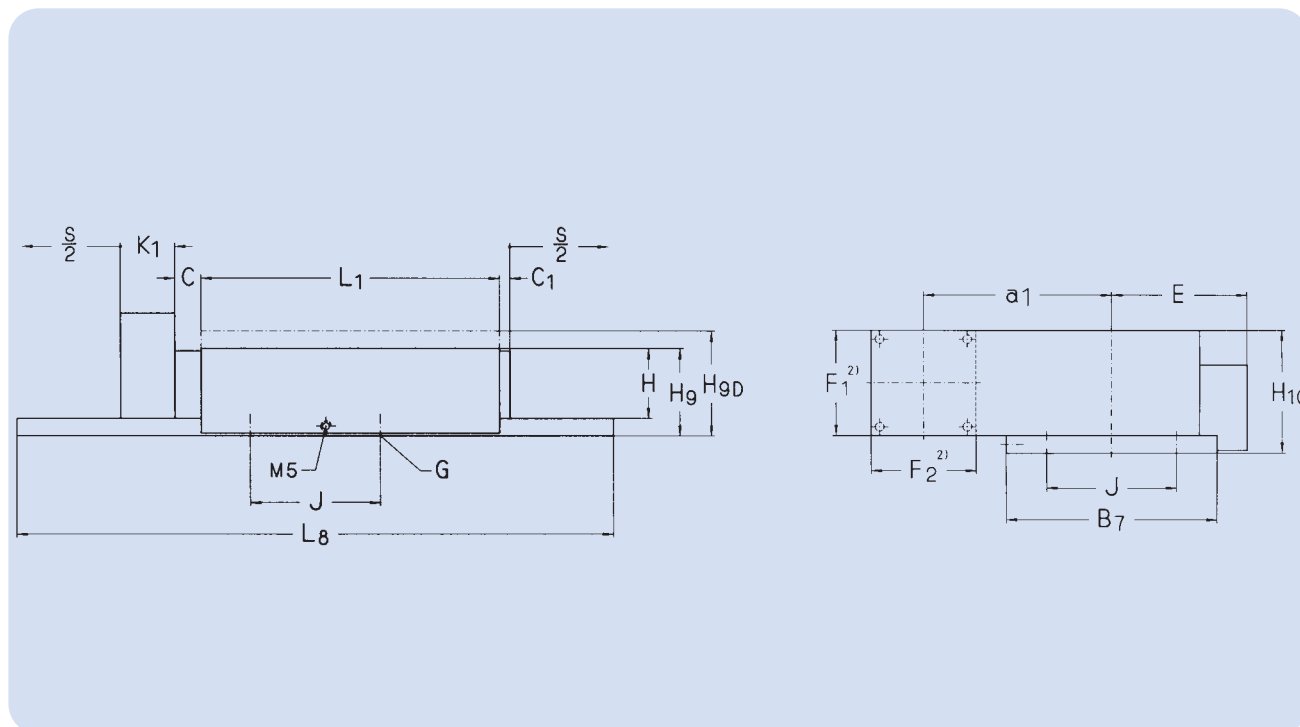 S/2 K1 S/2
C L1 C1
a1 E
H H9 H9D
F1 2) H10
M5 G
F2 2) J
J B7
L8